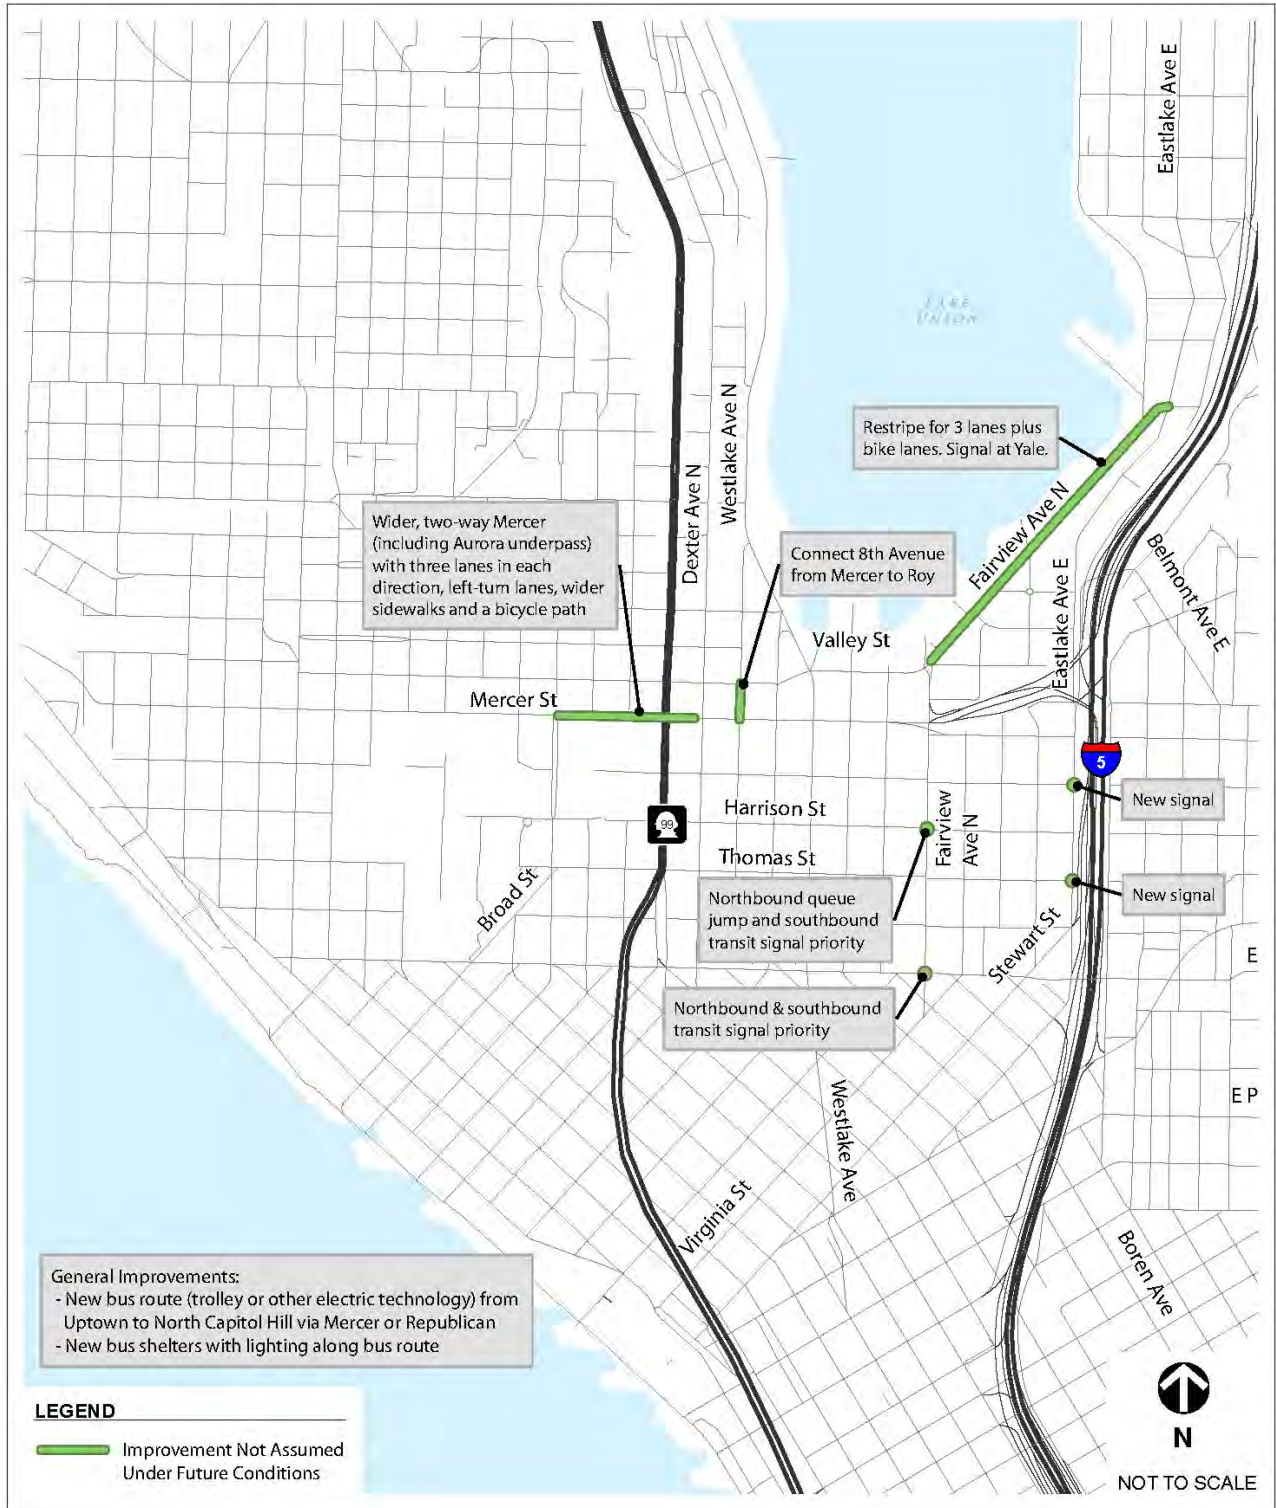 Eastlake Ave E
LAKE
UNION
Restripe for 3 lanes plus
bike lanes. Signal at Yale.
Westlake Ave N
Dexter Ave N
Fairview Ave N
Wider, two-way Mercer
(including Aurora underpass)
with three lanes in each
direction, left-turn lanes, wider
sidewalks and a bicycle path
Connect 8th Avenue
from Mercer to Roy
Belmont Ave E
Eastlake Ave E
Valley St
Mercer St
5
New signal
Harrison St
99
Fairview
Ave N
Thomas St
Broad St
Northbound queue
jump and southbound
transit signal priority
New signal
Stewart St
E
Northbound & southbound
transit signal priority
E P
Westlake Ave
Virginia St
Boren Ave
General Improvements:
- New bus route (trolley or other electric technology) from
Uptown to North Capitol Hill via Mercer or Republican
- New bus shelters with lighting along bus route
LEGEND
Improvement Not Assumed
Under Future Conditions
N
NOT TO SCALE